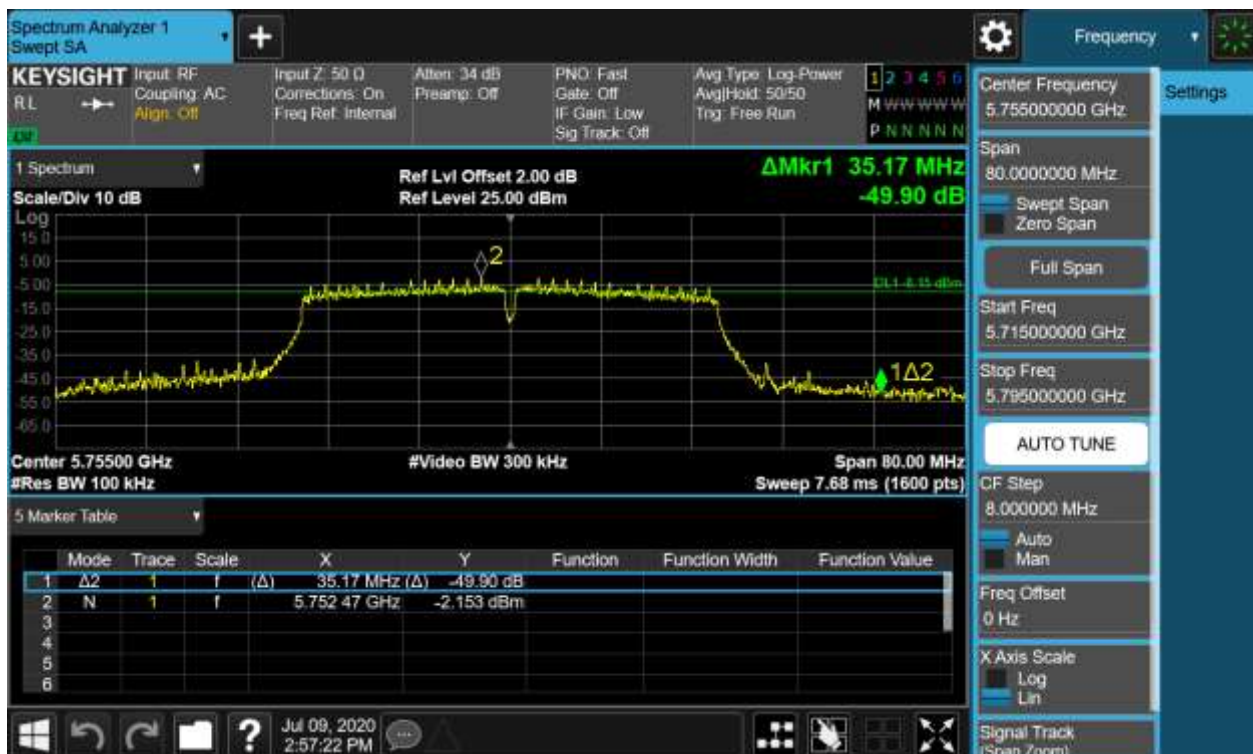 Spectrum Analyzer 1
Swept SA
Frequency
KEYSIGHT
R L
Input: RF
Coupling: AC
Align: Off
Input Z: 50 Ω
Corrections: On
Freq Ref: Internal
Atten: 34 dB
Preamp: Off
PNO: Fast
Gate: Off
IF Gain: Low
Sig Track: Off
Avg Type: Log-Power
Avg|Hold: 50/50
Trig: Free Run
1 2 3 4 5 6
M W W W W W
P N N N N N
Settings
Center Frequency
5.755000000 GHz
Span
80.0000000 MHz
Swept Span
Zero Span
Full Span
Start Freq
5.715000000 GHz
Stop Freq
5.795000000 GHz
AUTO TUNE
CF Step
8.000000 MHz
Auto
Man
Freq Offset
0 Hz
X Axis Scale
Log
Lin
Signal Track
(Span Zoom)
1 Spectrum
Scale/Div 10 dB
Ref Lvl Offset 2.00 dB
Ref Level 25.00 dBm
ΔMkr1 35.17 MHz
-49.90 dB
Log
15.0
5.00
-5.00
-15.0
-25.0
-35.0
-45.0
-55.0
-65.0
2
DL1 -8.15 dBm
1Δ2
Center 5.75500 GHz
#Video BW 300 kHz
Span 80.00 MHz
#Res BW 100 kHz
Sweep 7.68 ms (1600 pts)
5 Marker Table
Mode Trace Scale X Y Function Function Width Function Value
1 Δ2 1 f (Δ) 35.17 MHz (Δ) -49.90 dB
2 N 1 f 5.752 47 GHz -2.153 dBm
3
4
5
6
Jul 09, 2020
2:57:22 PM